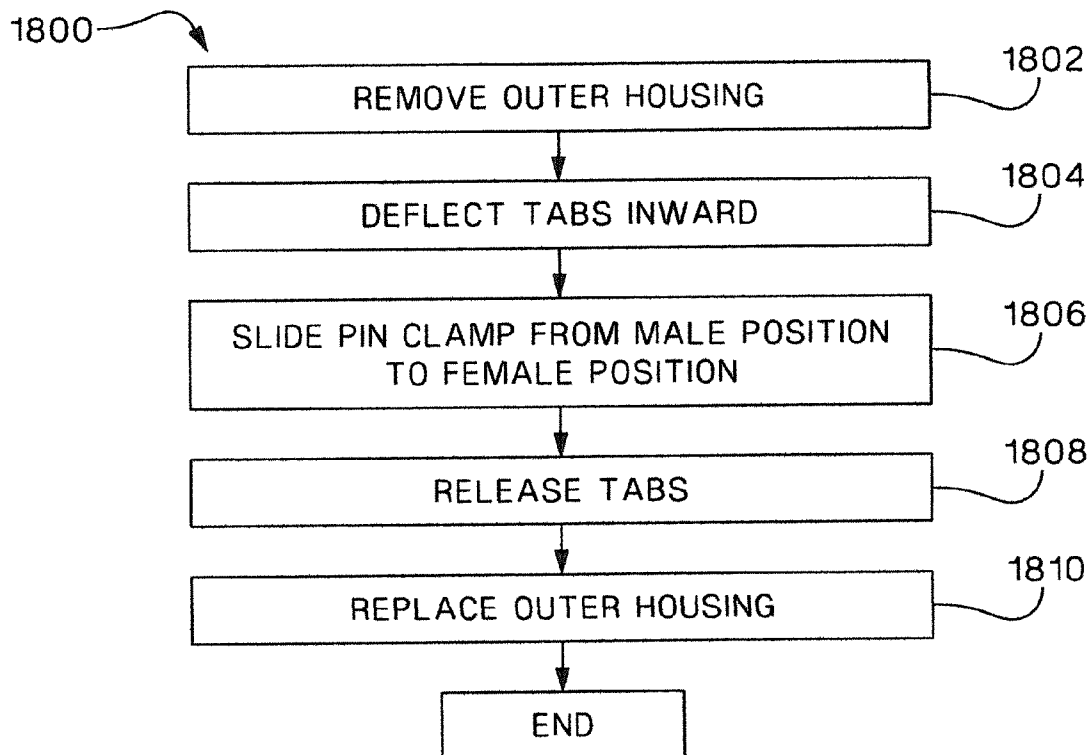 1800
1802
REMOVE OUTER HOUSING
1804
DEFLECT TABS INWARD
1806
SLIDE PIN CLAMP FROM MALE POSITION
TO FEMALE POSITION
1808
RELEASE TABS
1810
REPLACE OUTER HOUSING
END